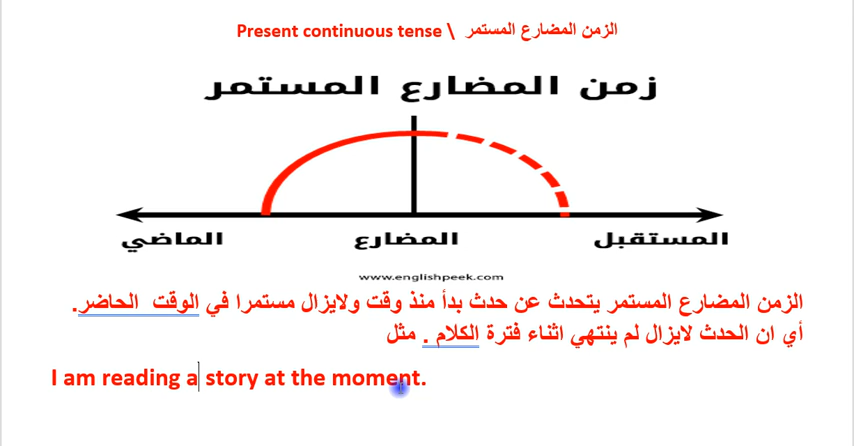 Present continuous tense \ الزمن المضارع المستمر
زمن المضارع المستمر
الماضي
المضارع
المستقبل
www.englishpeek.com
الزمن المضارع المستمر يتحدث عن حدث بدأ منذ وقت ولايزال مستمرا في الوقت الحاضر.
أي ان الحدث لايزال لم ينتهي اثناء فترة الكلام . مثل
I am reading a story at the moment.